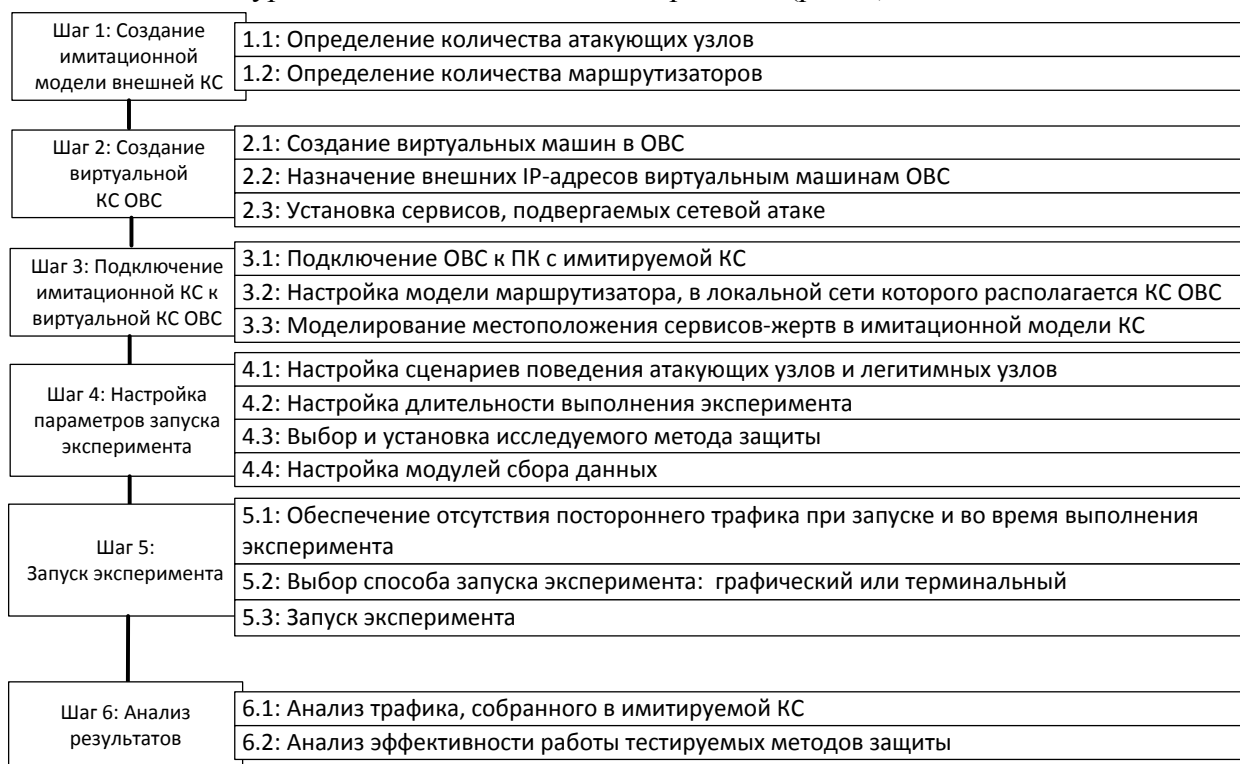 Шаг 1: Создание
имитационной
модели внешней КС
1.1: Определение количества атакующих узлов
1.2: Определение количества маршрутизаторов
Шаг 2: Создание
виртуальной
КС ОВС
2.1: Создание виртуальных машин в ОВС
2.2: Назначение внешних IP-адресов виртуальным машинам ОВС
2.3: Установка сервисов, подвергаемых сетевой атаке
Шаг 3: Подключение
имитационной КС к
виртуальной КС ОВС
3.1: Подключение ОВС к ПК с имитируемой КС
3.2: Настройка модели маршрутизатора, в локальной сети которого располагается КС ОВС
3.3: Моделирование местоположения сервисов-жертв в имитационной модели КС
Шаг 4: Настройка
параметров запуска
эксперимента
4.1: Настройка сценариев поведения атакующих узлов и легитимных узлов
4.2: Настройка длительности выполнения эксперимента
4.3: Выбор и установка исследуемого метода защиты
4.4: Настройка модулей сбора данных
Шаг 5:
Запуск эксперимента
5.1: Обеспечение отсутствия постороннего трафика при запуске и во время выполнения
эксперимента
5.2: Выбор способа запуска эксперимента: графический или терминальный
5.3: Запуск эксперимента
Шаг 6: Анализ
результатов
6.1: Анализ трафика, собранного в имитируемой КС
6.2: Анализ эффективности работы тестируемых методов защиты